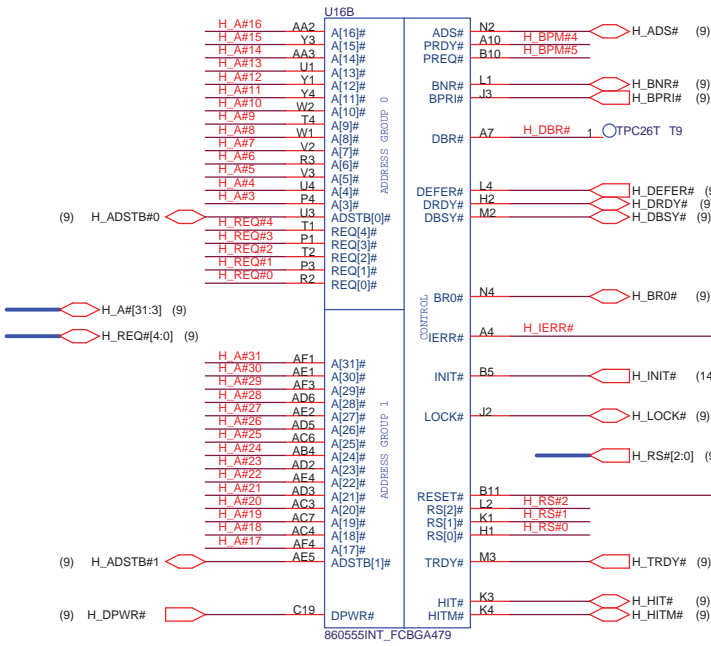 U16B
H_A#16 AA2 A[16]# ADS# N2 H_ADS# (9)
H_A#15 Y3 A[15]# PRDY# A10 H_BPM#4
H_A#14 AA3 A[14]# PREQ# B10 H_BPM#5
H_A#13 U1 A[13]#
H_A#12 Y1 A[12]# BNR# L1 H_BNR# (9)
H_A#11 Y4 A[11]# BPRI# J3 H_BPRI# (9)
H_A#10 W2 A[10]#
H_A#9 T4 A[9]#
H_A#8 W1 A[8]# DBR# A7 H_DBR# 1 TPC26T T9
H_A#7 V2 A[7]#
H_A#6 R3 A[6]#
H_A#5 V3 A[5]#
H_A#4 U4 A[4]# DEFER# L4 H_DEFER# (9
H_A#3 P4 A[3]# DRDY# H2 H_DRDY# (9)
(9) H_ADSTB#0 U3 ADSTB[0]# DBSY# M2 H_DBSY# (9)
H_REQ#4 T1 REQ[4]#
H_REQ#3 P1 REQ[3]#
H_REQ#2 T2 REQ[2]#
H_REQ#1 P3 REQ[1]#
H_REQ#0 R2 REQ[0]#
ADDRESS GROUP 0
BR0# N4 H_BR0# (9)
H_A#[31:3] (9)
CONTROL
H_REQ#[4:0] (9) IERR# A4 H_IERR#
H_A#31 AF1 A[31]#
H_A#30 AE1 A[30]# INIT# B5 H_INIT# (14
H_A#29 AF3 A[29]#
H_A#28 AD6 A[28]#
H_A#27 AE2 A[27]# LOCK# J2 H_LOCK# (9)
H_A#26 AD5 A[26]#
H_A#25 AC6 A[25]#
H_A#24 AB4 A[24]# H_RS#[2:0] (9
H_A#23 AD2 A[23]#
H_A#22 AE4 A[22]#
H_A#21 AD3 A[21]# RESET# B11
H_A#20 AC3 A[20]# RS[2]# L2 H_RS#2
H_A#19 AC7 A[19]# RS[1]# K1 H_RS#1
H_A#18 AC4 A[18]# RS[0]# H1 H_RS#0
H_A#17 AF4 A[17]#
ADDRESS GROUP 1
(9) H_ADSTB#1 AE5 ADSTB[1]# TRDY# M3 H_TRDY# (9)
HIT# K3 H_HIT# (9)
(9) H_DPWR# C19 DPWR# HITM# K4 H_HITM# (9)
860555INT_FCBGA479